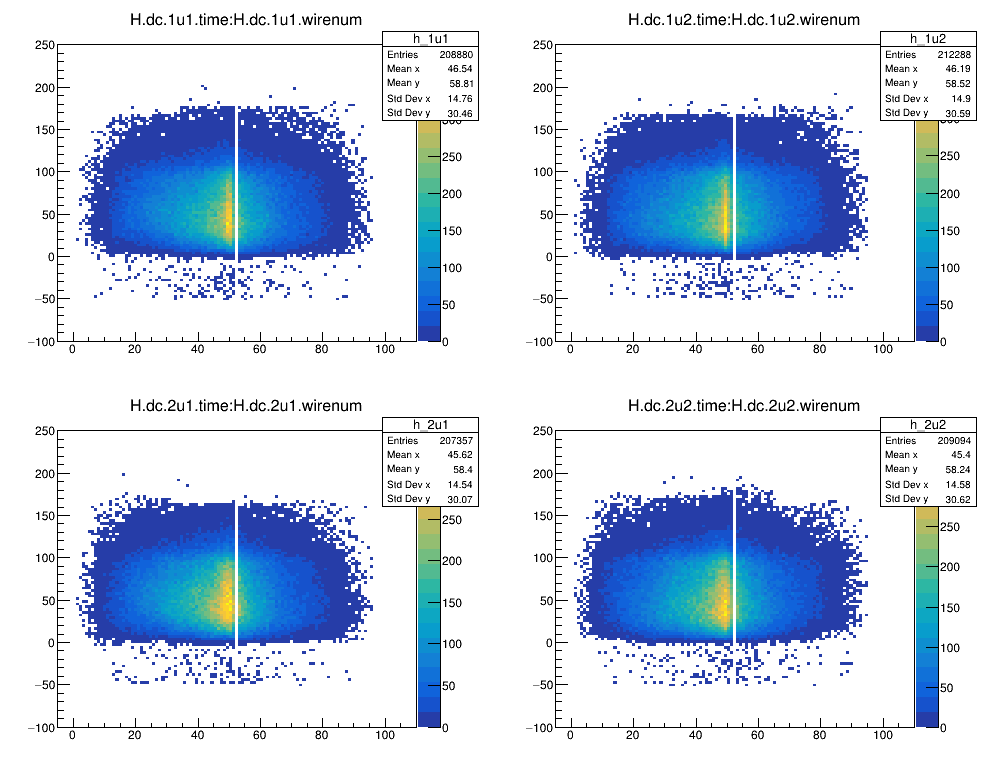 H.dc.1u1.time:H.dc.1u1.wirenum
h_1u1
Entries 208880
Mean x 46.54
Mean y 58.81
Std Dev x 14.76
Std Dev y 30.46
250
200
150
100
50
0
−50
−100
0 20 40 60 80 100
300
250
200
150
100
50
0
H.dc.1u2.time:H.dc.1u2.wirenum
h_1u2
Entries 212288
Mean x 46.19
Mean y 58.52
Std Dev x 14.9
Std Dev y 30.59
250
200
150
100
50
0
−50
−100
0 20 40 60 80 100
300
250
200
150
100
50
0
H.dc.2u1.time:H.dc.2u1.wirenum
h_2u1
Entries 207357
Mean x 45.62
Mean y 58.4
Std Dev x 14.54
Std Dev y 30.07
250
200
150
100
50
0
−50
−100
0 20 40 60 80 100
250
200
150
100
50
0
H.dc.2u2.time:H.dc.2u2.wirenum
h_2u2
Entries 209094
Mean x 45.4
Mean y 58.24
Std Dev x 14.58
Std Dev y 30.62
250
200
150
100
50
0
−50
−100
0 20 40 60 80 100
250
200
150
100
50
0